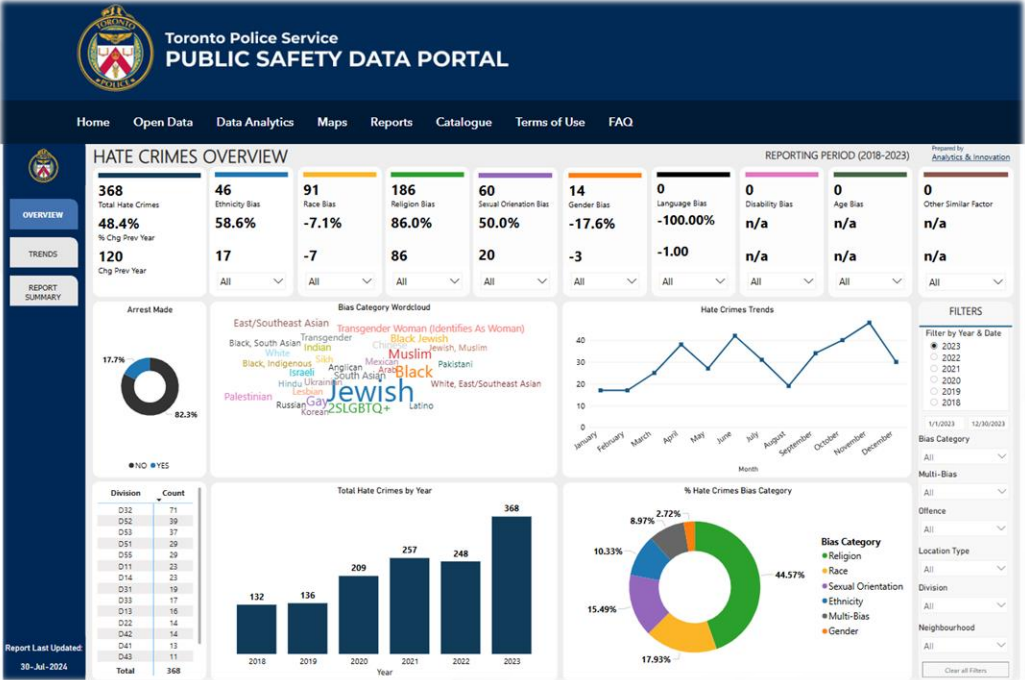 TORONTO
POLICE
Toronto Police Service
PUBLIC SAFETY DATA PORTAL
Home Open Data Data Analytics Maps Reports Catalogue Terms of Use FAQ
HATE CRIMES OVERVIEW
REPORTING PERIOD (2018-2023)
Prepared by
Analytics & Innovation
OVERVIEW
TRENDS
REPORT
SUMMARY
368
Total Hate Crimes
48.4%
% Chg Prev Year
120
Chg Prev Year
46
Ethnicity Bias
58.6%
17
All
91
Race Bias
-7.1%
-7
All
186
Religion Bias
86.0%
86
All
60
Sexual Orienation Bias
50.0%
20
All
14
Gender Bias
-17.6%
-3
All
0
Language Bias
-100.00%
-1.00
All
0
Disability Bias
n/a
n/a
All
0
Age Bias
n/a
n/a
All
0
Other Similar Factor
n/a
n/a
All
Arrest Made
17.7%
82.3%
NO YES
Bias Category Wordcloud
East/Southeast Asian
Transgender Woman (Identifies As Woman)
Transgender
Black Jewish
Black, South Asian
Indian
Chinese
Jewish, Muslim
White
Sikh
Muslim
Black, Indigenous
Anglican
Mexican
Pakistani
Israeli
South Asian
Arab
Black
Hindu
Ukrainian
White, East/Southeast Asian
Lesbian
Jewish
Palestinian
Russian
Gay
2SLGBTQ+
Latino
Korean
Hate Crimes Trends
40
30
20
10
0
January February March April May June July August September October November December
Month
FILTERS
Filter by Year & Date
2023
2022
2021
2020
2019
2018
1/1/2023 12/30/2023
Bias Category
All
Multi-Bias
All
Offence
All
Location Type
All
Division
All
Neighbourhood
All
Clear all Filters
Division Count
D32 71
D52 39
D53 37
D51 29
D55 29
D11 23
D14 23
D31 19
D33 17
D13 16
D22 14
D42 14
D41 13
D43 11
Total 368
Total Hate Crimes by Year
132
136
209
257
248
368
2018 2019 2020 2021 2022 2023
Year
% Hate Crimes Bias Category
2.72%
8.97%
10.33%
15.49%
17.93%
44.57%
Bias Category
Religion
Race
Sexual Orientation
Ethnicity
Multi-Bias
Gender
Report Last Updated:
30-Jul-2024